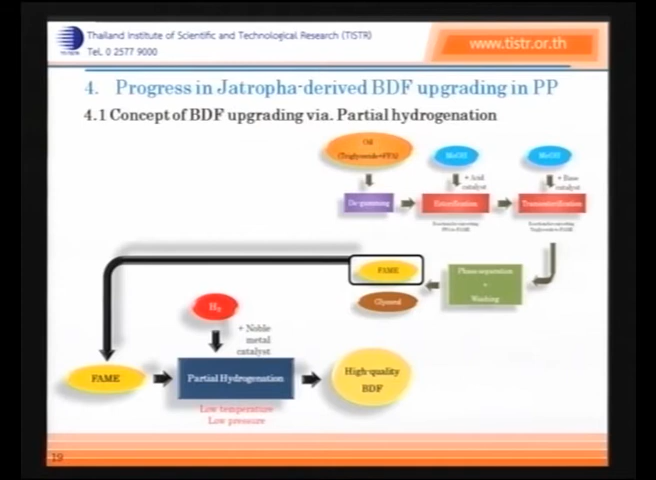 Thailand Institute of Scientific and Technological Research (TISTR)
Tel. 0 2577 9000
www.tistr.or.th
4. Progress in Jatropha-derived BDF upgrading in PP
4.1 Concept of BDF upgrading via. Partial hydrogenation
Oil
(Triglyceride+FFA)
MeOH
MeOH
+ Acid
catalyst
+ Base
catalyst
De-gumming
Esterification
Transesterification
FAME
Glycerol
Phase-separation
+
Washing
H2
+ Noble
metal
catalyst
FAME
Partial Hydrogenation
High-quality
BDF
Low temperature
Low pressure
19